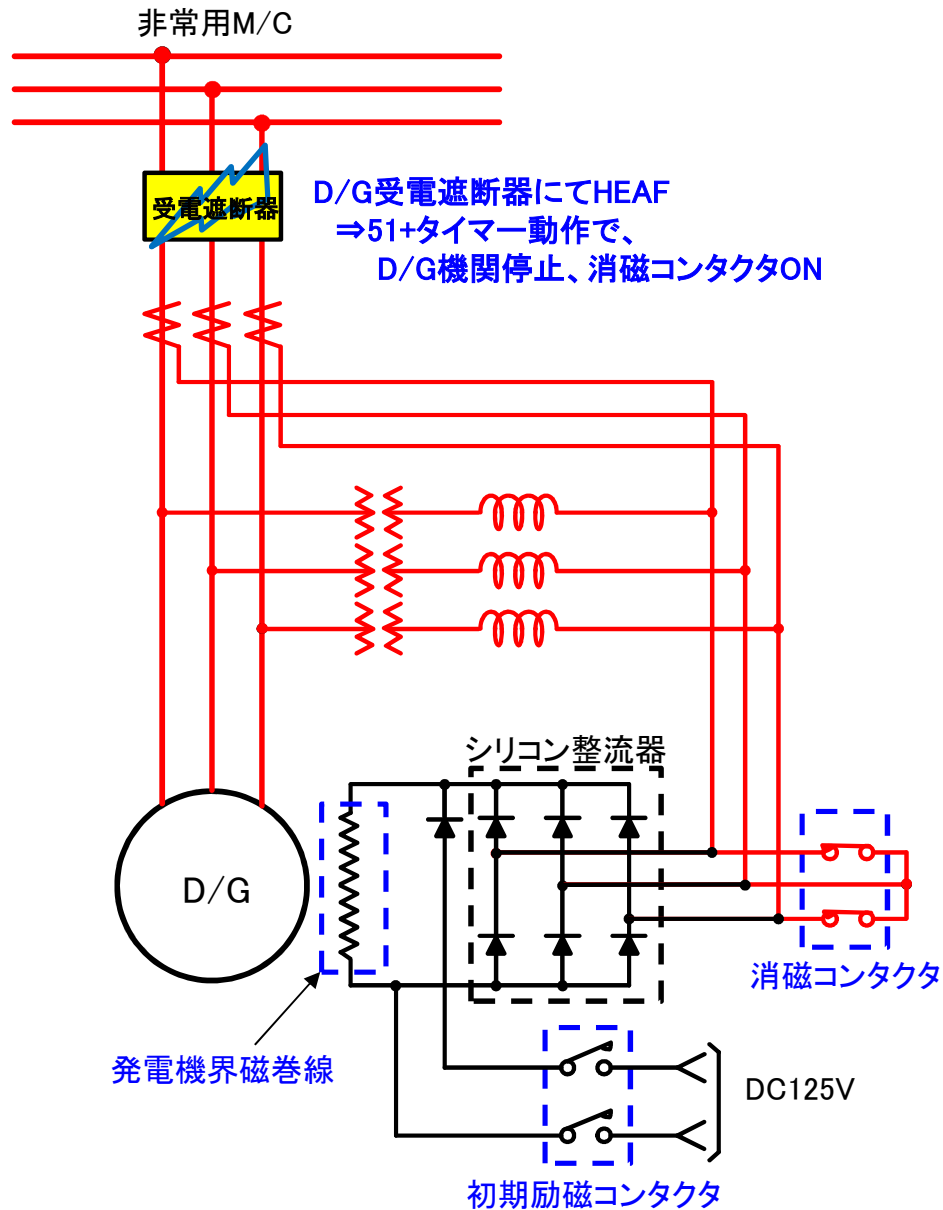 非常用M/C
受電遮断器
D/G受電遮断器にてHEAF
⇒51+タイマー動作で、
D/G機関停止、消磁コンタクタON
シリコン整流器
D/G
消磁コンタクタ
発電機界磁巻線
DC125V
初期励磁コンタクタ